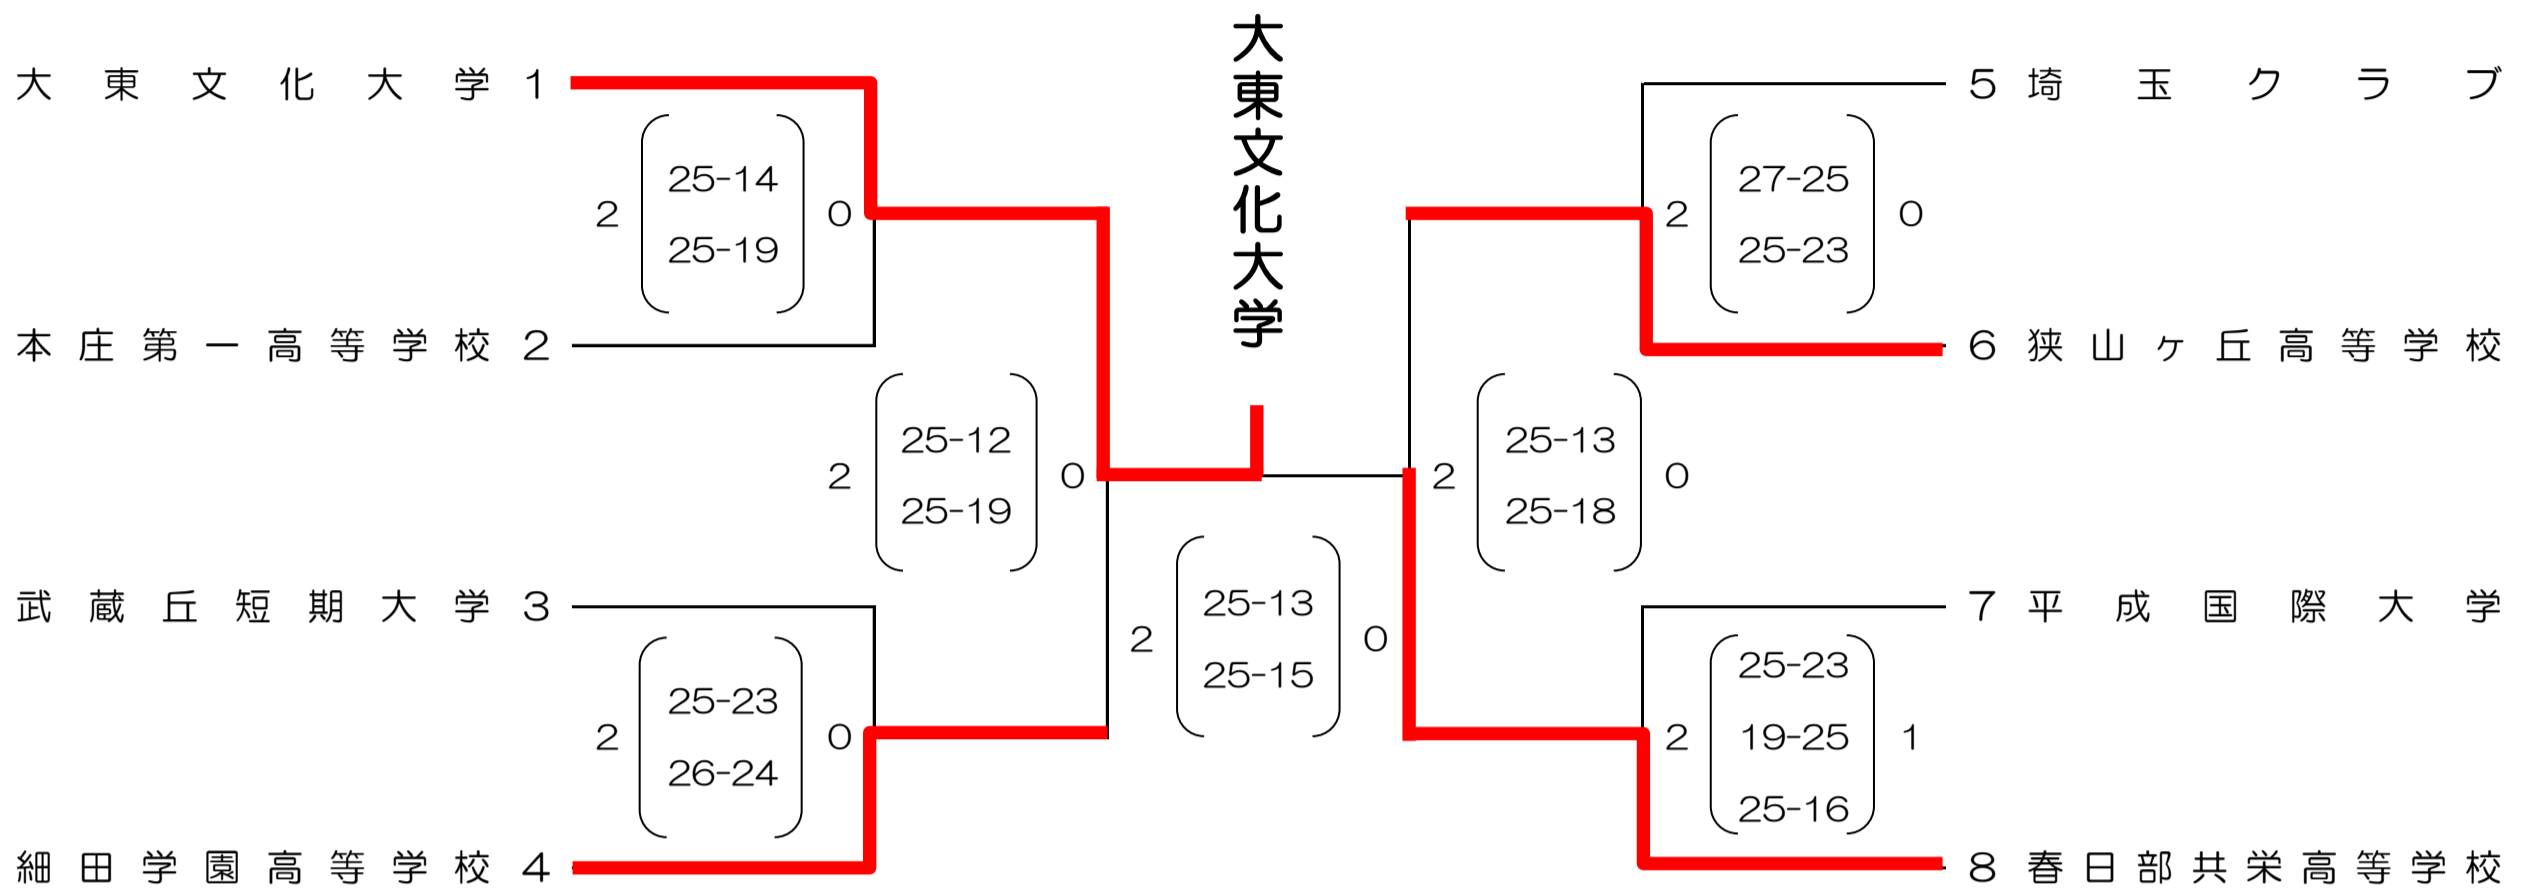 大東文化大学
大東文化大学 1
25-14
2 0
25-19
本庄第一高等学校 2
25-12
2 0
25-19
武蔵丘短期大学 3
25-23
2 0
26-24
細田学園高等学校 4
25-13
2 0
25-15
5 埼玉クラブ
27-25
2 0
25-23
6 狭山ヶ丘高等学校
25-13
2 0
25-18
7 平成国際大学
25-23
2 19-25 1
25-16
8 春日部共栄高等学校